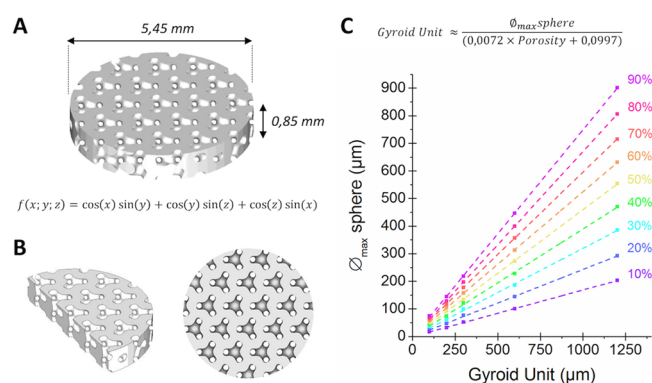 A
5,45 mm
0,85 mm
f(x; y; z) = cos(x) sin(y) + cos(y) sin(z) + cos(z) sin(x)
B
C
Gyroid Unit ≈ Ømax sphere / (0,0072 × Porosity + 0,0997)
Ømax sphere (µm)
900
800
700
600
500
400
300
200
100
0
90%
80%
70%
60%
50%
40%
30%
20%
10%
0 250 500 750 1000 1250
Gyroid Unit (µm)